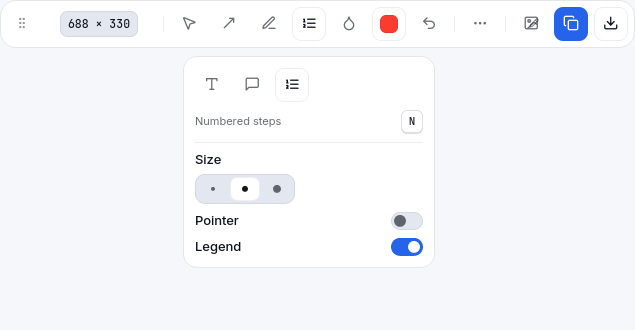 688 × 330
Numbered steps
N
Size
Pointer
Legend